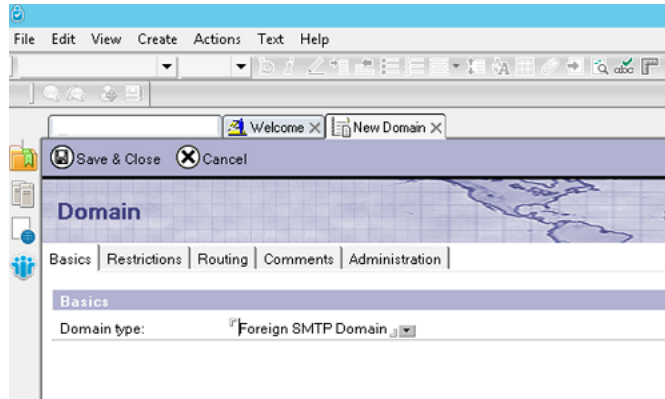 File Edit View Create Actions Text Help
Welcome New Domain
Save & Close Cancel
Domain
Basics Restrictions Routing Comments Administration
Basics
Domain type: Foreign SMTP Domain